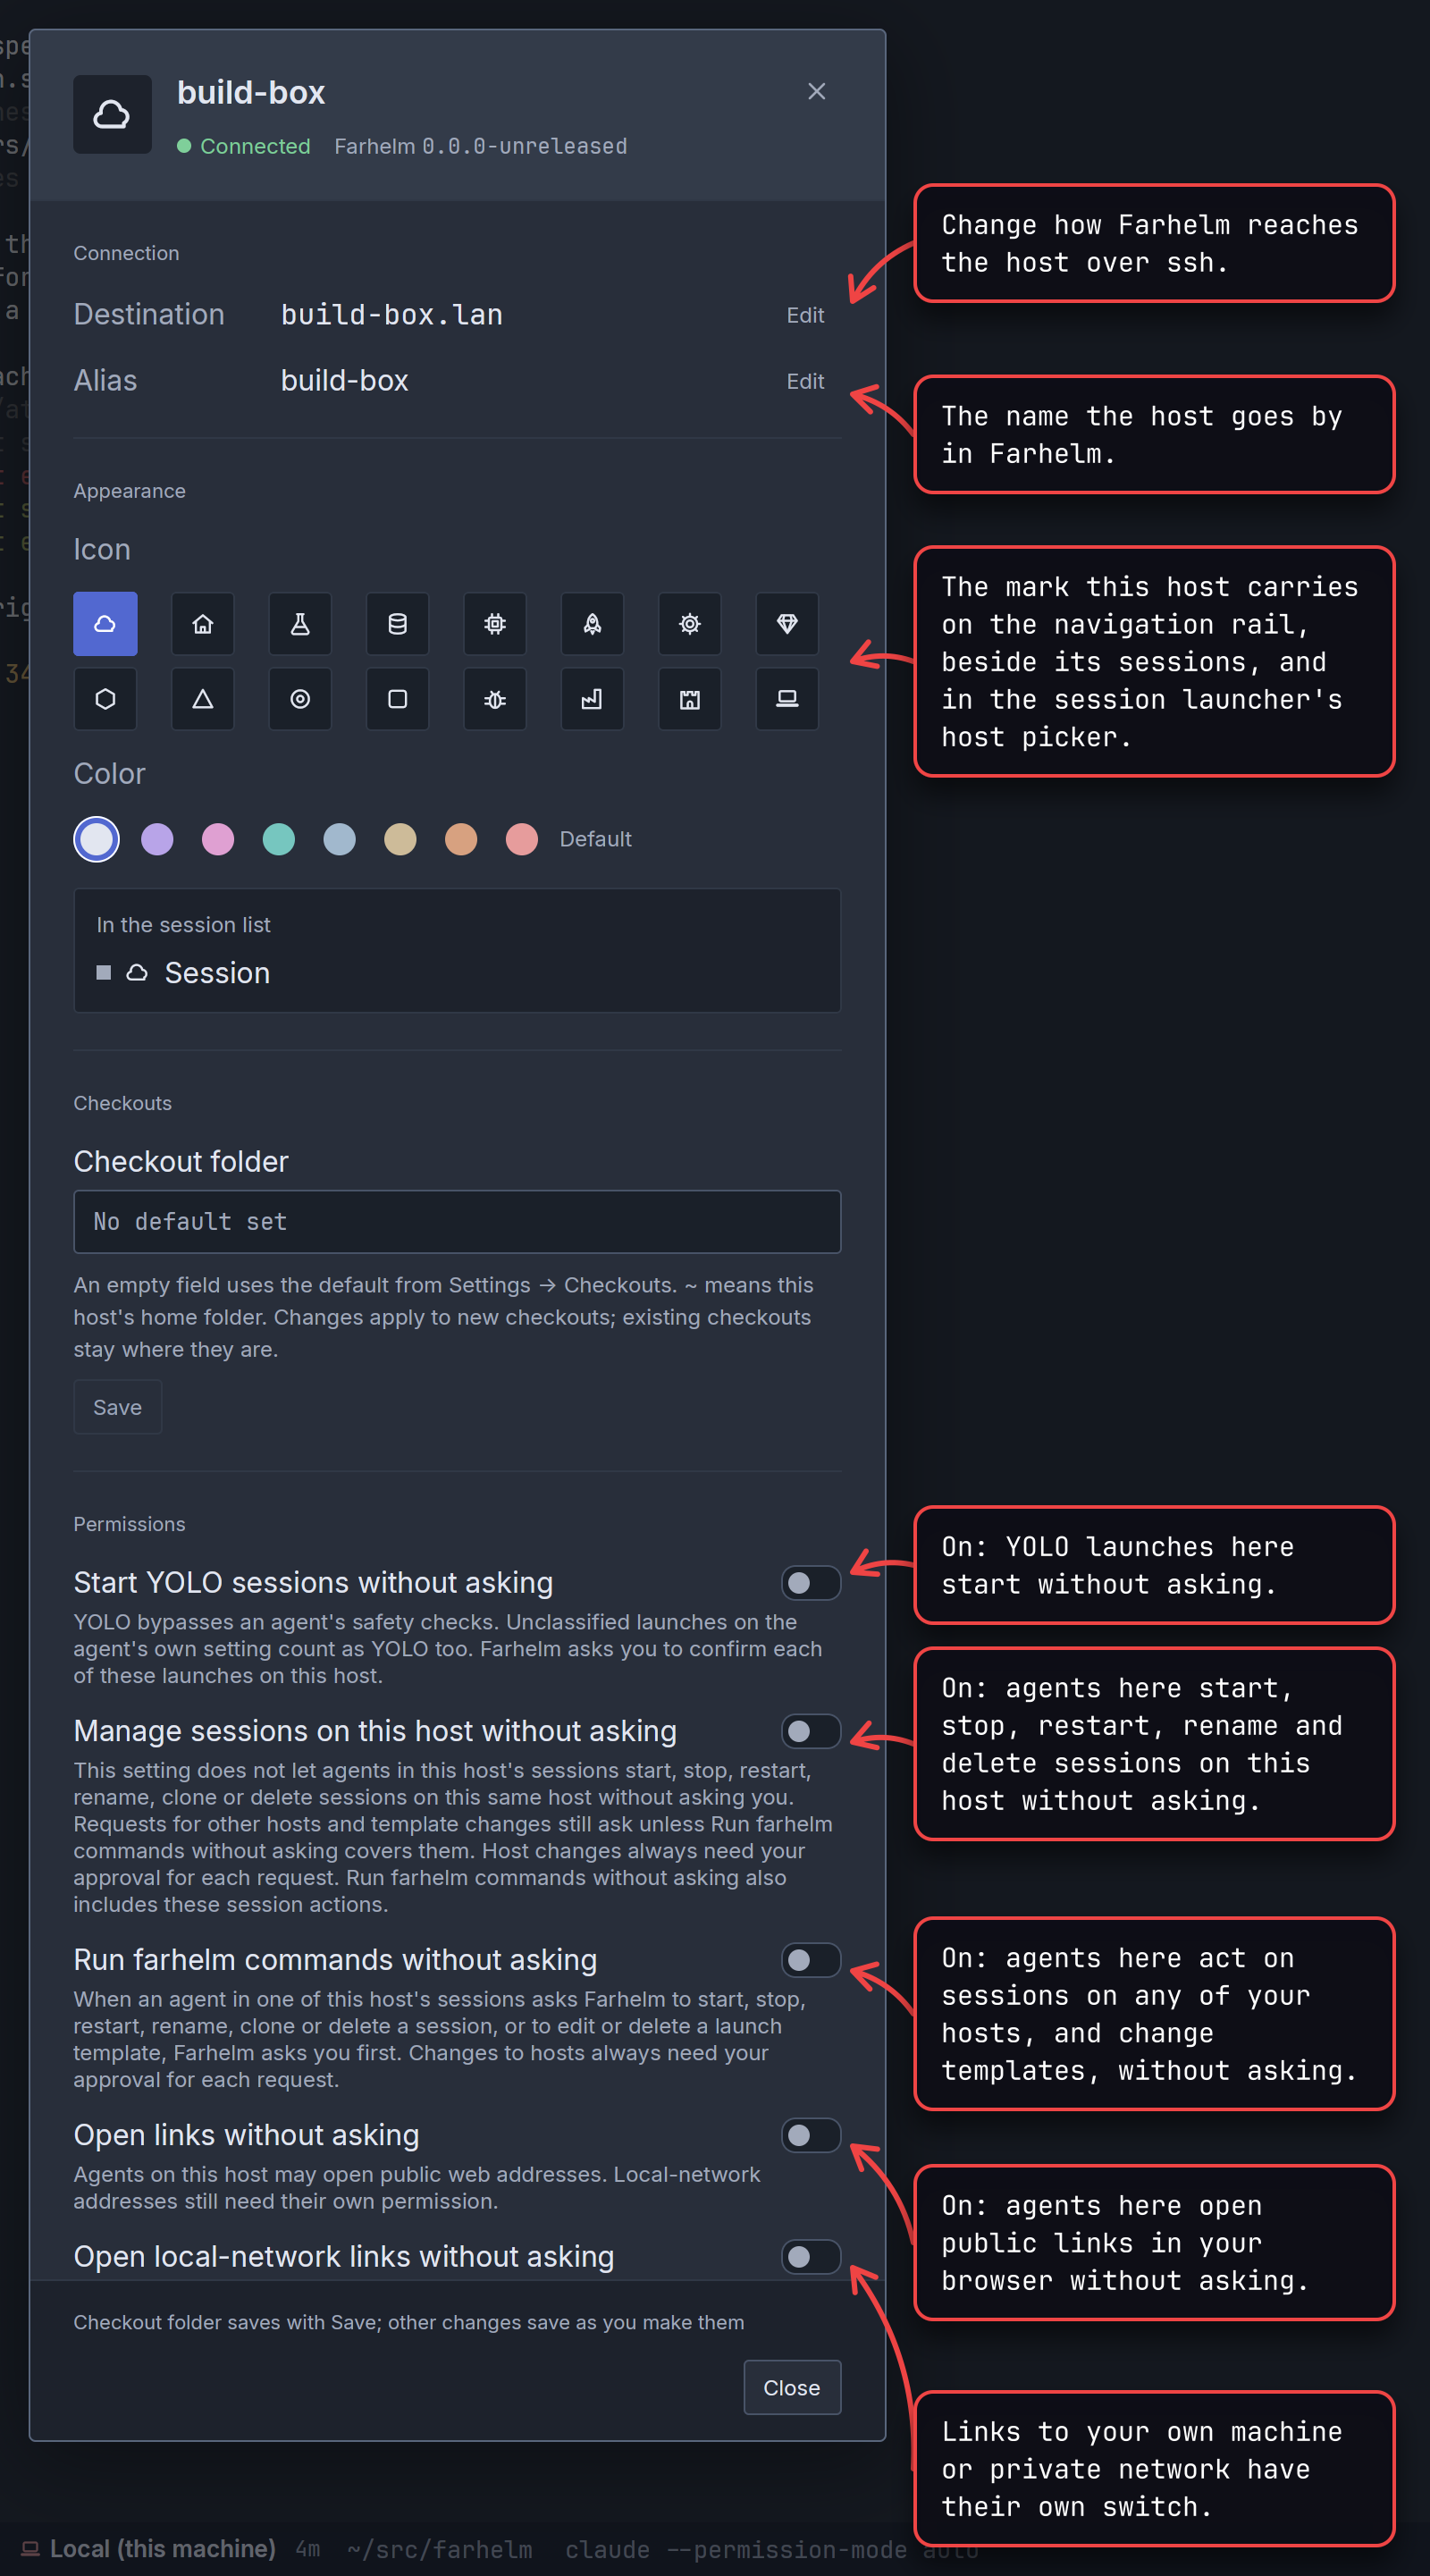 build-box
Connected Farhelm 0.0.0-unreleased
Connection
Destination build-box.lan Edit
Alias build-box Edit
Change how Farhelm reaches
the host over ssh.
The name the host goes by
in Farhelm.
Appearance
Icon
The mark this host carries
on the navigation rail,
beside its sessions, and
in the session launcher's
host picker.
Color
Default
In the session list
Session
Checkouts
Checkout folder
No default set
An empty field uses the default from Settings → Checkouts. ~ means this
host's home folder. Changes apply to new checkouts; existing checkouts
stay where they are.
Save
Permissions
Start YOLO sessions without asking
YOLO bypasses an agent's safety checks. Unclassified launches on the
agent's own setting count as YOLO too. Farhelm asks you to confirm each
of these launches on this host.
On: YOLO launches here
start without asking.
Manage sessions on this host without asking
This setting does not let agents in this host's sessions start, stop, restart,
rename, clone or delete sessions on this same host without asking you.
Requests for other hosts and template changes still ask unless Run farhelm
commands without asking covers them. Host changes always need your
approval for each request. Run farhelm commands without asking also
includes these session actions.
On: agents here start,
stop, restart, rename and
delete sessions on this
host without asking.
Run farhelm commands without asking
When an agent in one of this host's sessions asks Farhelm to start, stop,
restart, rename, clone or delete a session, or to edit or delete a launch
template, Farhelm asks you first. Changes to hosts always need your
approval for each request.
On: agents here act on
sessions on any of your
hosts, and change
templates, without asking.
Open links without asking
Agents on this host may open public web addresses. Local-network
addresses still need their own permission.
On: agents here open
public links in your
browser without asking.
Open local-network links without asking
Links to your own machine
or private network have
their own switch.
Checkout folder saves with Save; other changes save as you make them
Close
Local (this machine) 4m ~/src/farhelm claude --permission-mode auto